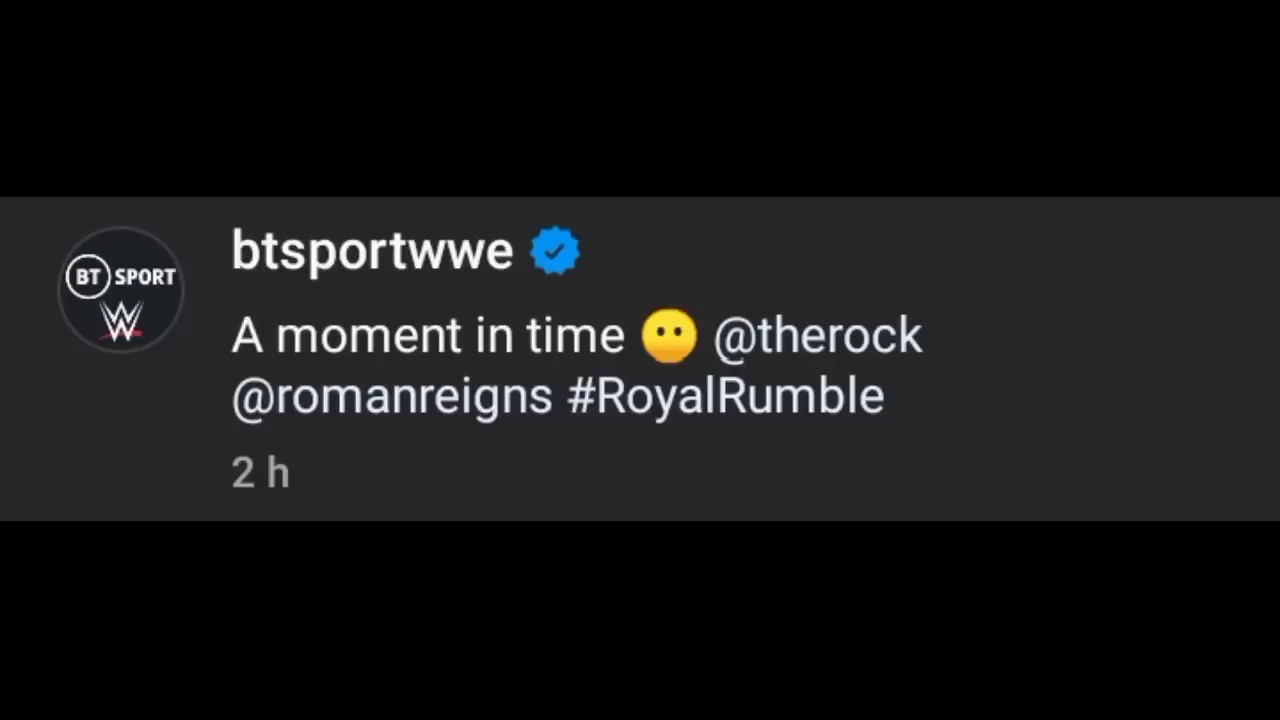 BT SPORT
W
btsportwwe
A moment in time 😶 @therock
@romanreigns #RoyalRumble
2 h